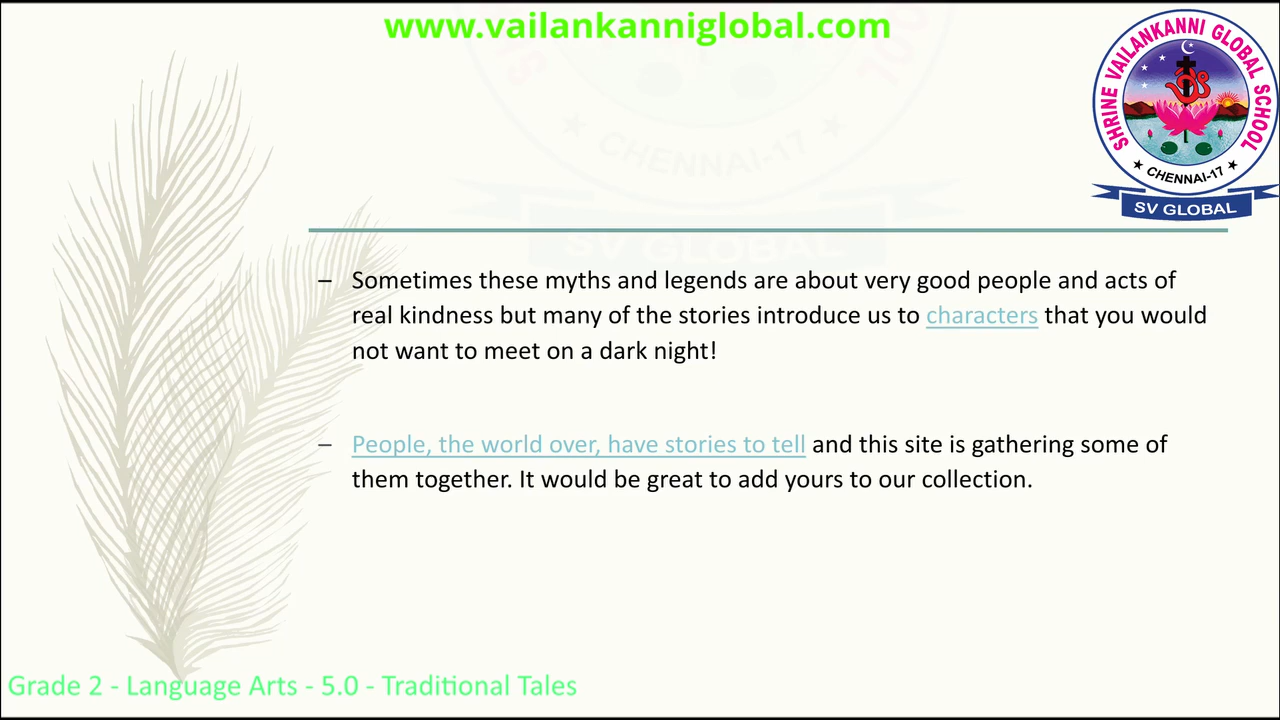 www.vailankanniglobal.com
SHRINE VAILANKANNI GLOBAL SCHOOL
CHENNAI-17
SV GLOBAL
CHENNAI-17
SV GLOBAL
– Sometimes these myths and legends are about very good people and acts of
real kindness but many of the stories introduce us to characters that you would
not want to meet on a dark night!
– People, the world over, have stories to tell and this site is gathering some of
them together. It would be great to add yours to our collection.
Grade 2 - Language Arts - 5.0 - Traditional Tales